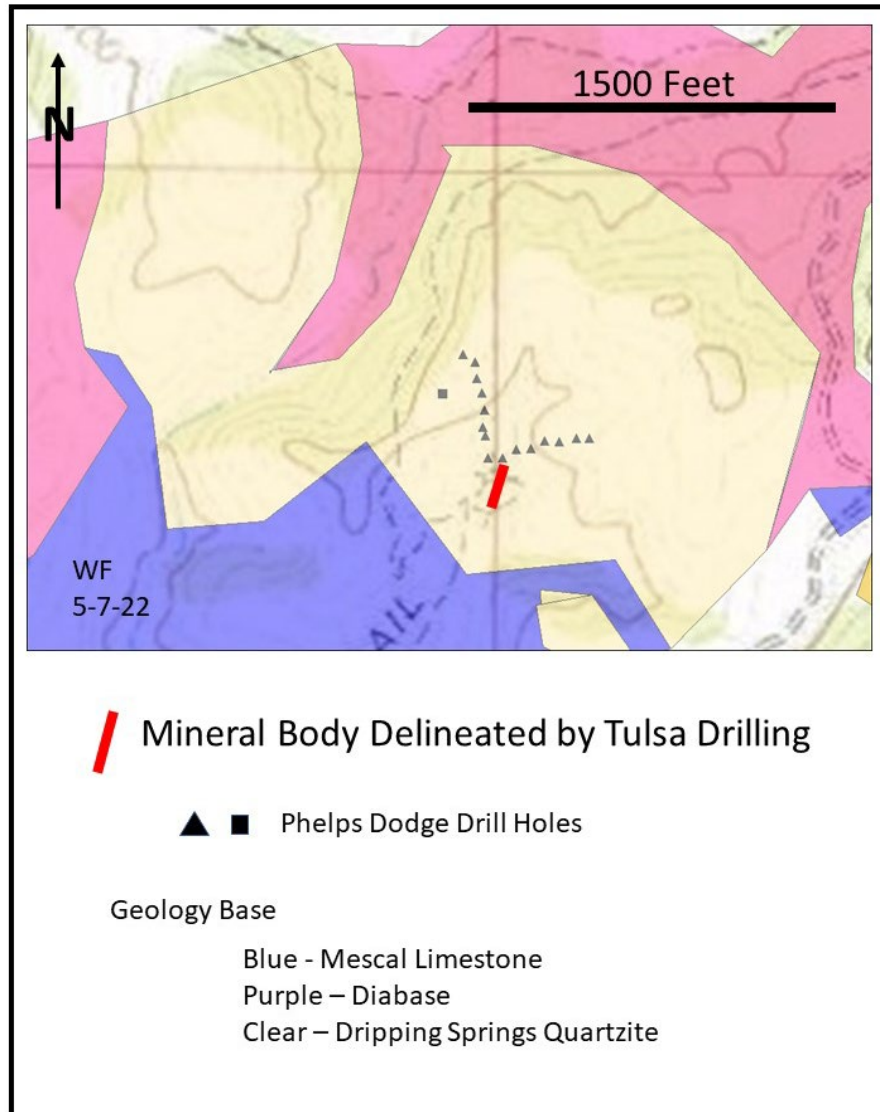 1500 Feet
N
AIL
WF
5-7-22
Mineral Body Delineated by Tulsa Drilling
Phelps Dodge Drill Holes
Geology Base
Blue - Mescal Limestone
Purple – Diabase
Clear – Dripping Springs Quartzite